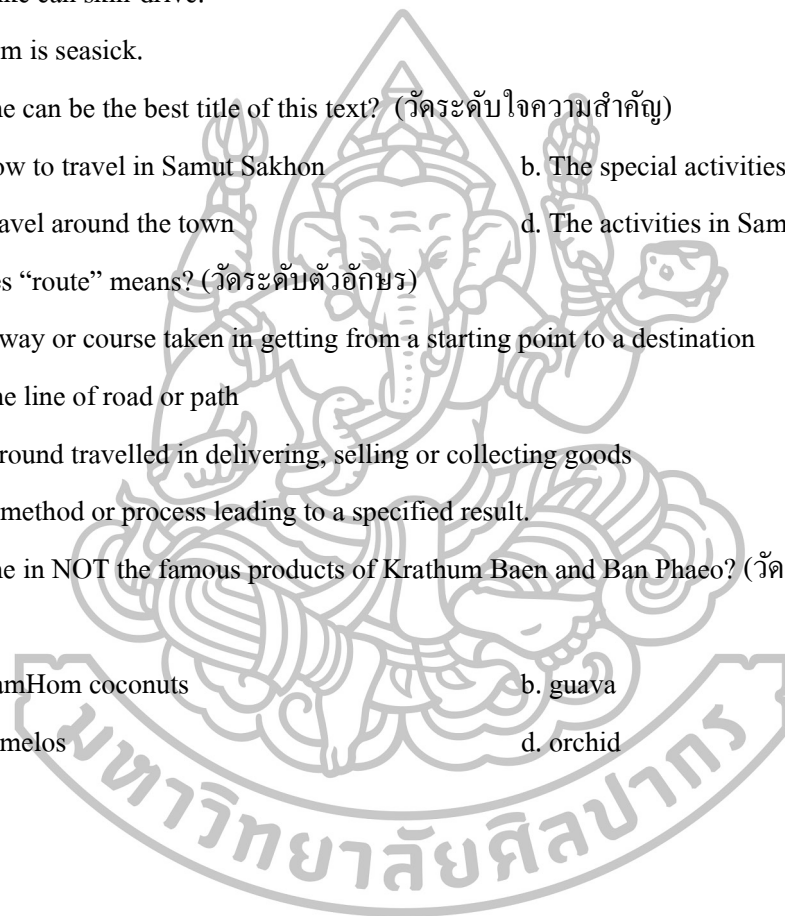 can skin-drive.
m is seasick.
ne can be the best title of this text? (วัดระดับใจความสำคัญ)
ow to travel in Samut Sakhon b. The special activities
avel around the town d. The activities in Sam
es “route” means? (วัดระดับตัวอักษร)
way or course taken in getting from a starting point to a destination
ne line of road or path
round travelled in delivering, selling or collecting goods
method or process leading to a specified result.
ne in NOT the famous products of Krathum Baen and Ban Phaeo? (วัด
amHom coconuts b. guava
melos d. orchid
มหาวิทยาลัยศิลปากร